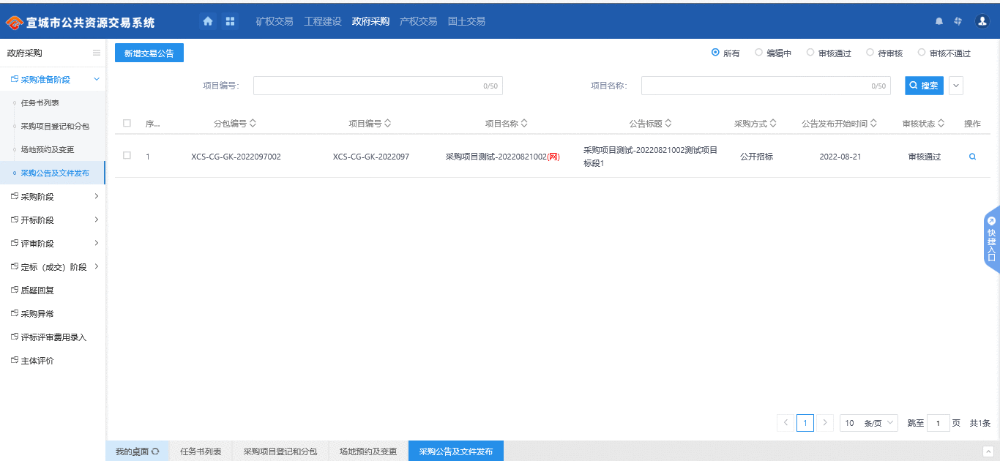 宣城市公共资源交易系统
矿权交易 工程建设 政府采购 产权交易 国土交易
政府采购
采购准备阶段
任务书列表
采购项目登记和分包
场地预约及变更
采购公告及文件发布
采购阶段
开标阶段
评审阶段
定标（成交）阶段
质疑回复
采购异常
评标评审费用录入
主体评价
新增交易公告
所有 编辑中 审核通过 待审核 审核不通过
项目编号: 0/50 项目名称: 0/50 搜索
序... 分包编号 项目编号 项目名称 公告标题 采购方式 公告发布开始时间 审核状态 操作
1 XCS-CG-GK-2022097002 XCS-CG-GK-2022097 采购项目测试-20220821002(网) 采购项目测试-20220821002测试项目 公开招标 2022-08-21 审核通过
标段1
快捷入口
1 10 条/页 跳至 1 页 共1条
我的桌面 任务书列表 采购项目登记和分包 场地预约及变更 采购公告及文件发布